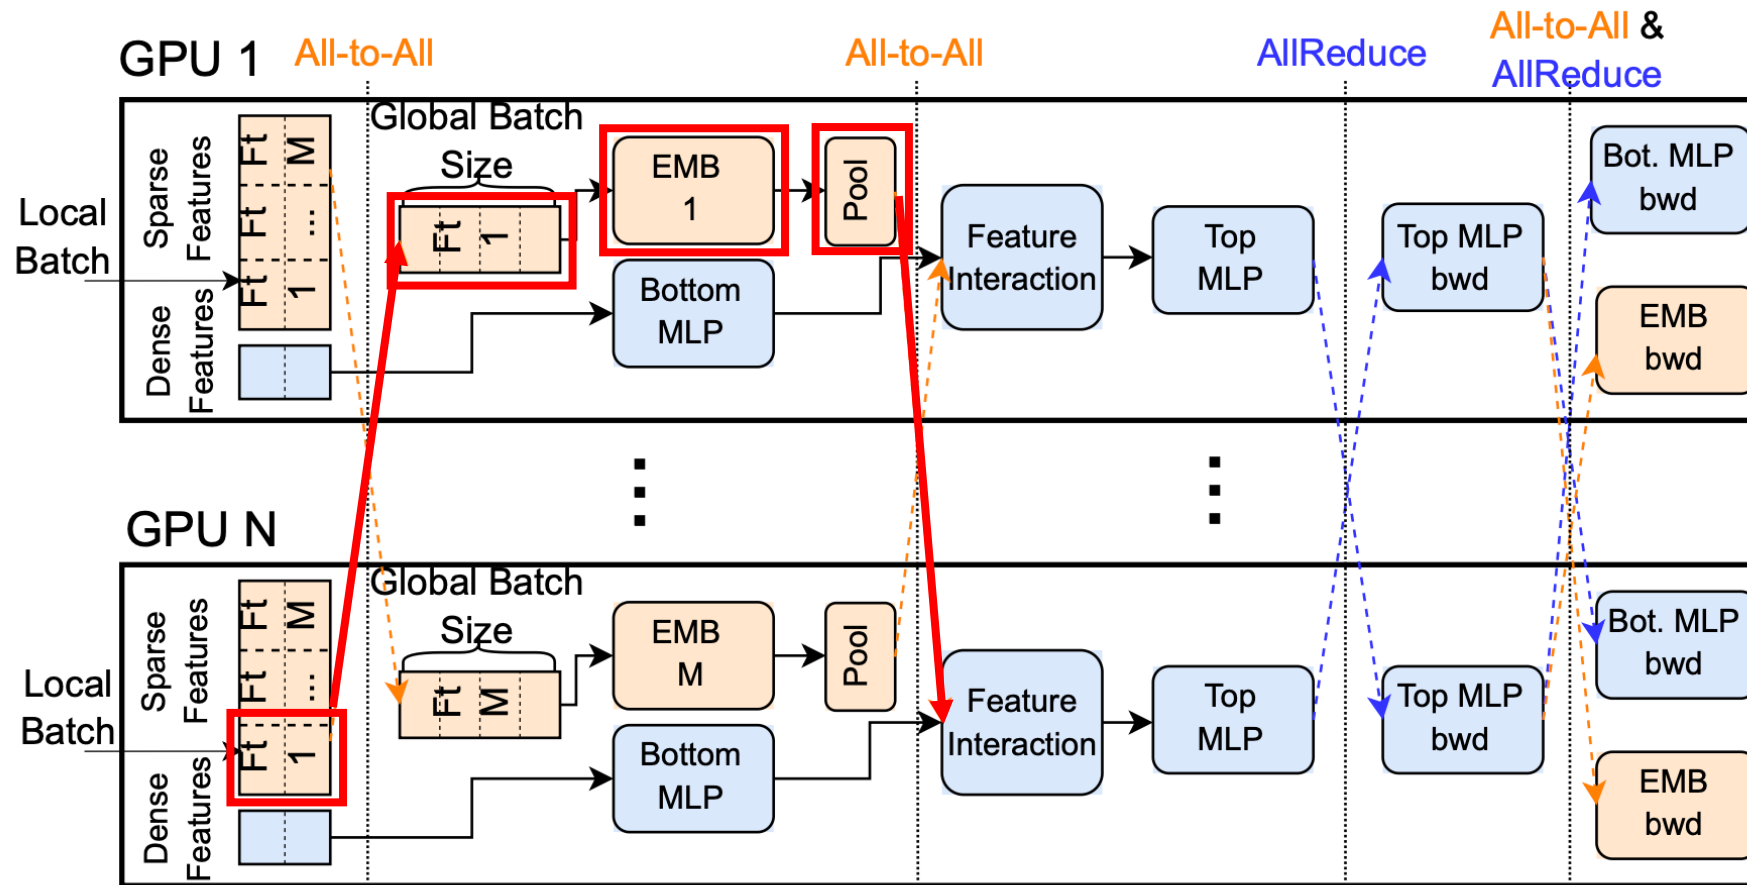 GPU 1
All-to-All
All-to-All
AllReduce
All-to-All &
AllReduce
Local
Batch
Sparse
Features
Dense
Features
Ft M
Ft ...
Ft 1
Global Batch
Size
Ft 1
EMB
1
Pool
Bottom
MLP
Feature
Interaction
Top
MLP
Top MLP
bwd
Bot. MLP
bwd
EMB
bwd
GPU N
Local
Batch
Sparse
Features
Dense
Features
Ft M
Ft ...
Ft 1
Global Batch
Size
Ft M
EMB
M
Pool
Bottom
MLP
Feature
Interaction
Top
MLP
Top MLP
bwd
Bot. MLP
bwd
EMB
bwd